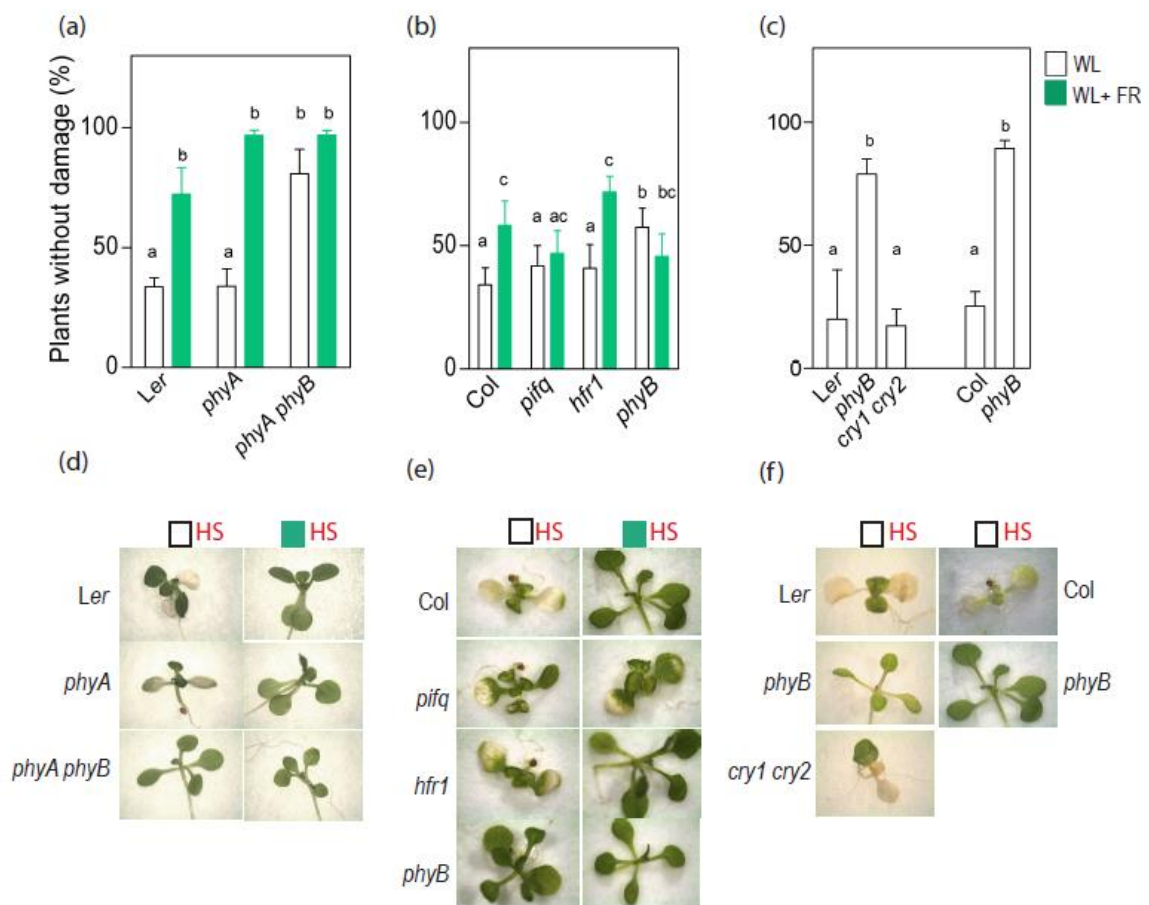 (a)
(b)
(c)
Plants without damage (%)
100
50
0
a
b
a
b
b
b
Ler
phyA
phyA phyB
100
50
0
a
c
a
ac
a
c
b
bc
Col
pifq
hfr1
phyB
100
50
0
a
b
a
a
b
Ler
phyB
cry1 cry2
Col
phyB
WL
WL+ FR
(d)
(e)
(f)
HS HS
Ler
phyA
phyA phyB
HS HS
Col
pifq
hfr1
phyB
HS HS
Ler Col
phyB phyB
cry1 cry2